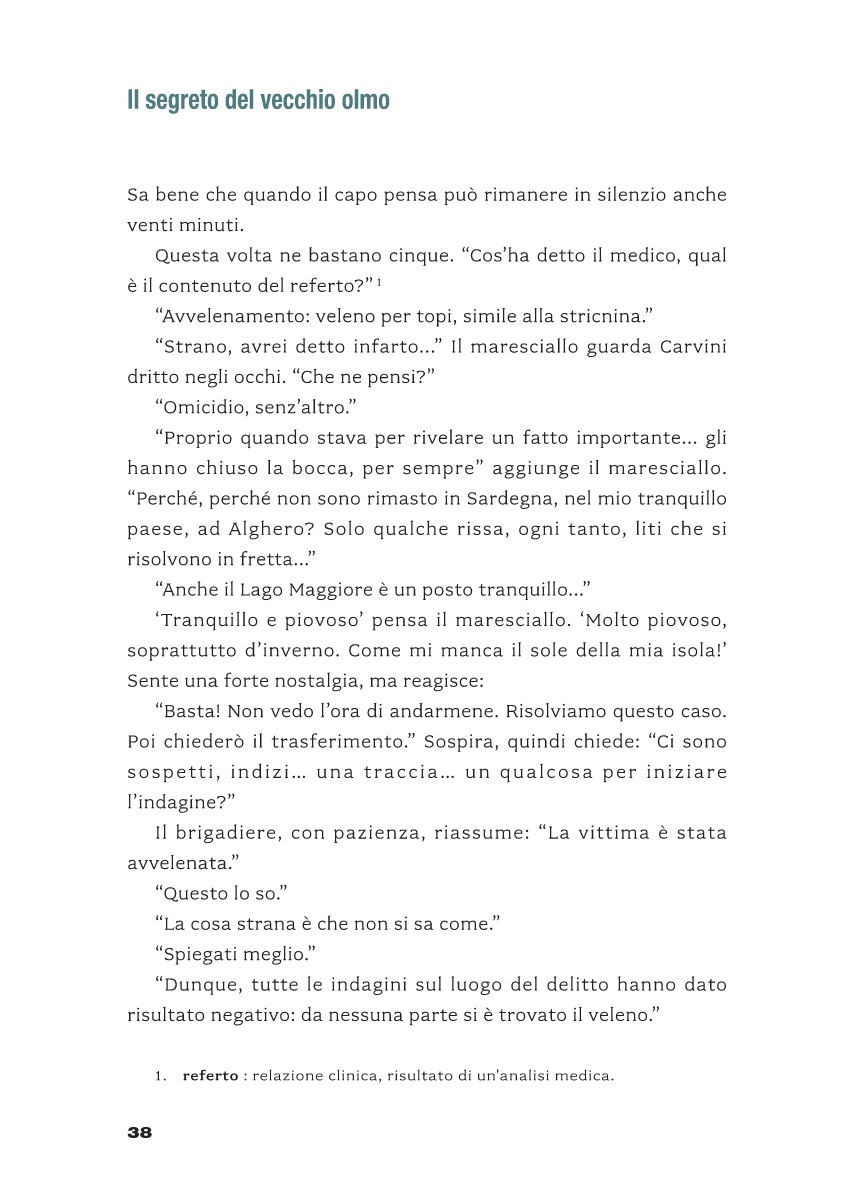 Il segreto del vecchio olmo
Sa bene che quando il capo pensa può rimanere in silenzio anche
venti minuti.
Questa volta ne bastano cinque. “Cos’ha detto il medico, qual
è il contenuto del referto?” 1
“Avvelenamento: veleno per topi, simile alla stricnina.”
“Strano, avrei detto infarto...” Il maresciallo guarda Carvini
dritto negli occhi. “Che ne pensi?”
“Omicidio, senz’altro.”
“Proprio quando stava per rivelare un fatto importante... gli
hanno chiuso la bocca, per sempre” aggiunge il maresciallo.
“Perché, perché non sono rimasto in Sardegna, nel mio tranquillo
paese, ad Alghero? Solo qualche rissa, ogni tanto, liti che si
risolvono in fretta...”
“Anche il Lago Maggiore è un posto tranquillo...”
‘Tranquillo e piovoso’ pensa il maresciallo. ‘Molto piovoso,
soprattutto d’inverno. Come mi manca il sole della mia isola!’
Sente una forte nostalgia, ma reagisce:
“Basta! Non vedo l’ora di andarmene. Risolviamo questo caso.
Poi chiederò il trasferimento.” Sospira, quindi chiede: “Ci sono
sospetti, indizi... una traccia... un qualcosa per iniziare
l’indagine?”
Il brigadiere, con pazienza, riassume: “La vittima è stata
avvelenata.”
“Questo lo so.”
“La cosa strana è che non si sa come.”
“Spiegati meglio.”
“Dunque, tutte le indagini sul luogo del delitto hanno dato
risultato negativo: da nessuna parte si è trovato il veleno.”
1. referto : relazione clinica, risultato di un'analisi medica.
38